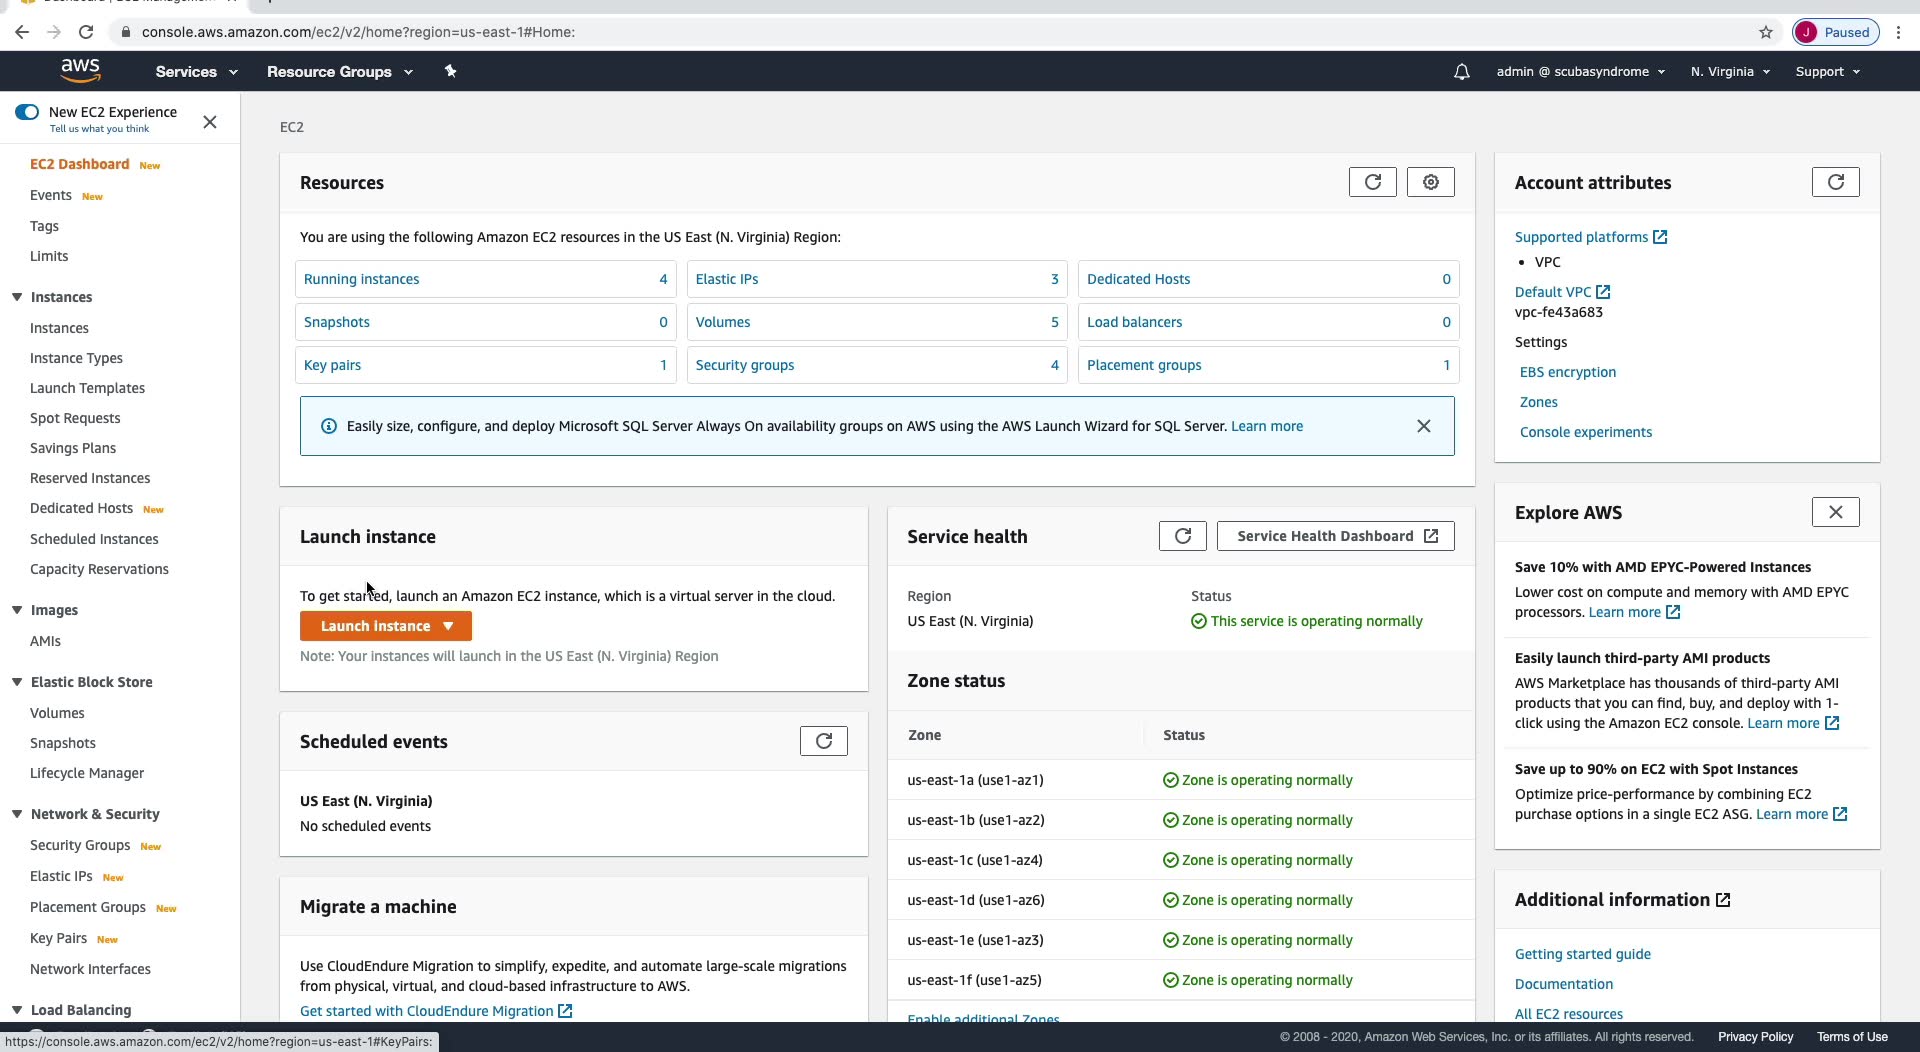 console.aws.amazon.com/ec2/v2/home?region=us-east-1#Home:
J Paused
aws Services Resource Groups admin @ scubasyndrome N. Virginia Support
New EC2 Experience
Tell us what you think
EC2 Dashboard New
Events New
Tags
Limits
Instances
Instances
Instance Types
Launch Templates
Spot Requests
Savings Plans
Reserved Instances
Dedicated Hosts New
Scheduled Instances
Capacity Reservations
Images
AMIs
Elastic Block Store
Volumes
Snapshots
Lifecycle Manager
Network & Security
Security Groups New
Elastic IPs New
Placement Groups New
Key Pairs New
Network Interfaces
Load Balancing
EC2
Resources
You are using the following Amazon EC2 resources in the US East (N. Virginia) Region:
Running instances 4 Elastic IPs 3 Dedicated Hosts 0
Snapshots 0 Volumes 5 Load balancers 0
Key pairs 1 Security groups 4 Placement groups 1
Easily size, configure, and deploy Microsoft SQL Server Always On availability groups on AWS using the AWS Launch Wizard for SQL Server. Learn more
Launch instance
To get started, launch an Amazon EC2 instance, which is a virtual server in the cloud.
Launch instance
Note: Your instances will launch in the US East (N. Virginia) Region
Scheduled events
US East (N. Virginia)
No scheduled events
Migrate a machine
Use CloudEndure Migration to simplify, expedite, and automate large-scale migrations
from physical, virtual, and cloud-based infrastructure to AWS.
Get started with CloudEndure Migration
Service health
Service Health Dashboard
Region Status
US East (N. Virginia) This service is operating normally
Zone status
Zone Status
us-east-1a (use1-az1) Zone is operating normally
us-east-1b (use1-az2) Zone is operating normally
us-east-1c (use1-az4) Zone is operating normally
us-east-1d (use1-az6) Zone is operating normally
us-east-1e (use1-az3) Zone is operating normally
us-east-1f (use1-az5) Zone is operating normally
Enable additional Zones
Account attributes
Supported platforms
• VPC
Default VPC
vpc-fe43a683
Settings
EBS encryption
Zones
Console experiments
Explore AWS
Save 10% with AMD EPYC-Powered Instances
Lower cost on compute and memory with AMD EPYC
processors. Learn more
Easily launch third-party AMI products
AWS Marketplace has thousands of third-party AMI
products that you can find, buy, and deploy with 1-
click using the Amazon EC2 console. Learn more
Save up to 90% on EC2 with Spot Instances
Optimize price-performance by combining EC2
purchase options in a single EC2 ASG. Learn more
Additional information
Getting started guide
Documentation
All EC2 resources
https://console.aws.amazon.com/ec2/v2/home?region=us-east-1#KeyPairs:
© 2008 - 2020, Amazon Web Services, Inc. or its affiliates. All rights reserved. Privacy Policy Terms of Use